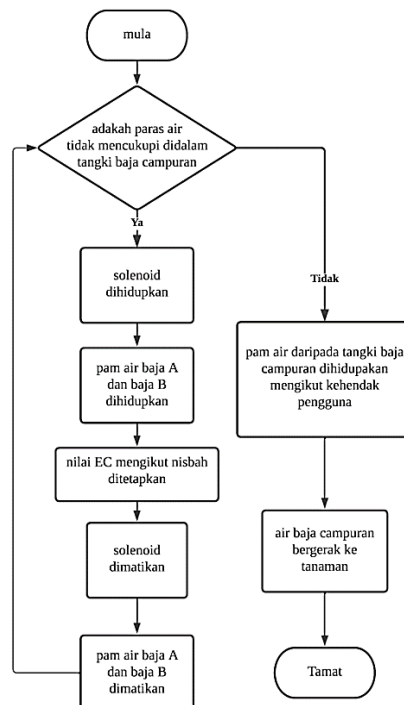 mula
adakah paras air
tidak mencukupi didalam
tangki baja campuran
Ya
solenoid
dihidupkan
pam air baja A
dan baja B
dihidupkan
nilai EC mengikut nisbah
ditetapkan
solenoid
dimatikan
pam air baja A
dan baja B
dimatikan
Tidak
pam air daripada tangki baja
campuran dihidupakan
mengikut kehendak
pengguna
air baja campuran
bergerak ke
tanaman
Tamat